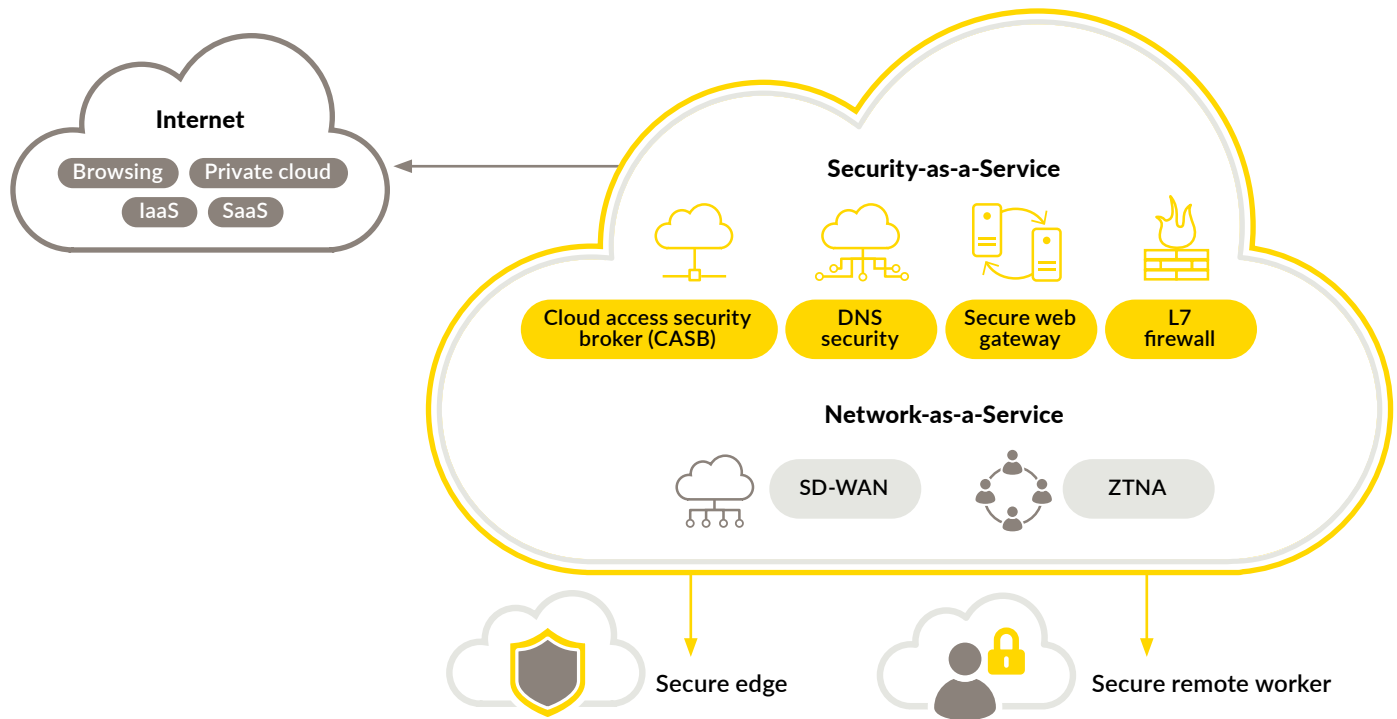 Internet
Browsing
Private cloud
IaaS
SaaS
Security-as-a-Service
Cloud access security
broker (CASB)
DNS
security
Secure web
gateway
L7
firewall
Network-as-a-Service
SD-WAN
ZTNA
Secure edge
Secure remote worker